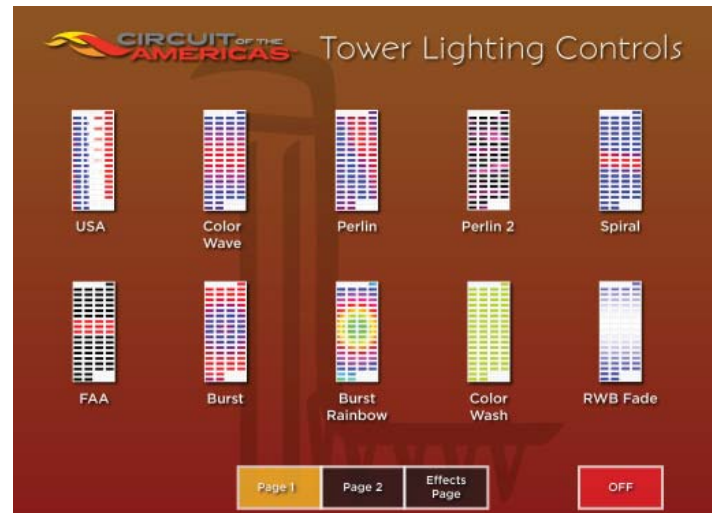 CIRCUIT OF THE
AMERICAS™
Tower Lighting Controls
USA
Color
Wave
Perlin
Perlin 2
Spiral
FAA
Burst
Burst
Rainbow
Color
Wash
RWB Fade
Page 1
Page 2
Effects
Page
OFF